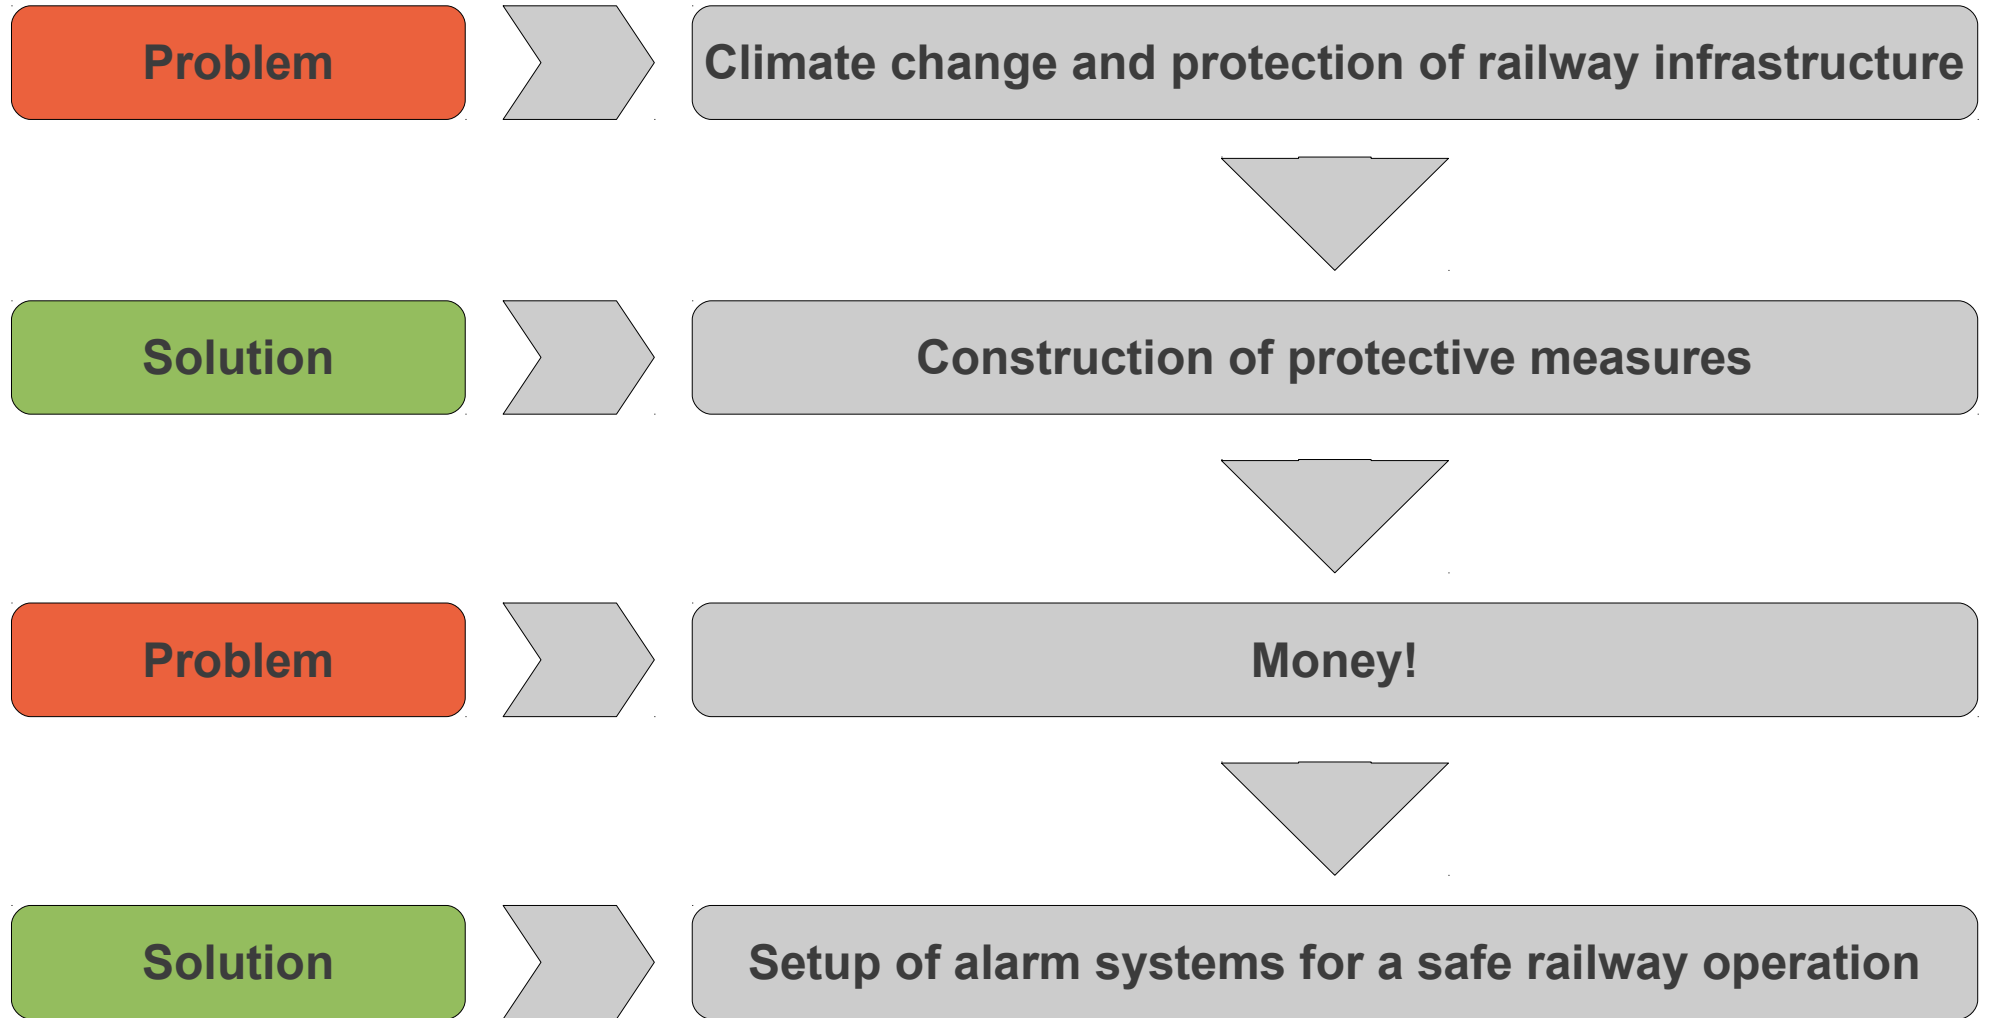 Problem
Climate change and protection of railway infrastructure
Solution
Construction of protective measures
Problem
Money!
Solution
Setup of alarm systems for a safe railway operation